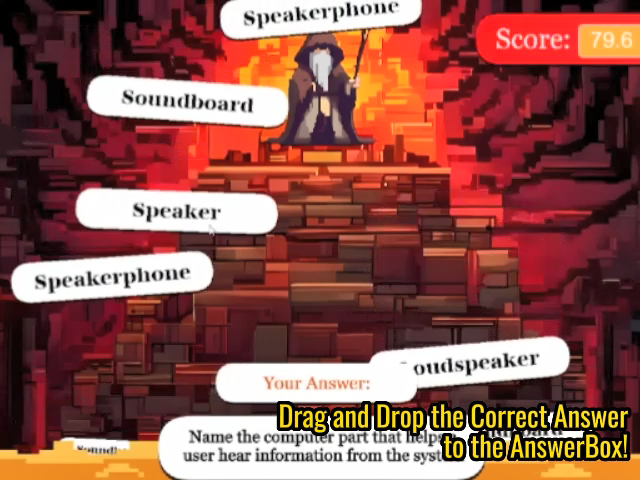 Speakerphone
Score: 79.6
Soundboard
Speaker
Speakerphone
oudspeaker
Your Answer:
Drag and Drop the Correct Answer
to the AnswerBox!
Name the computer part that helps
user hear information from the syst